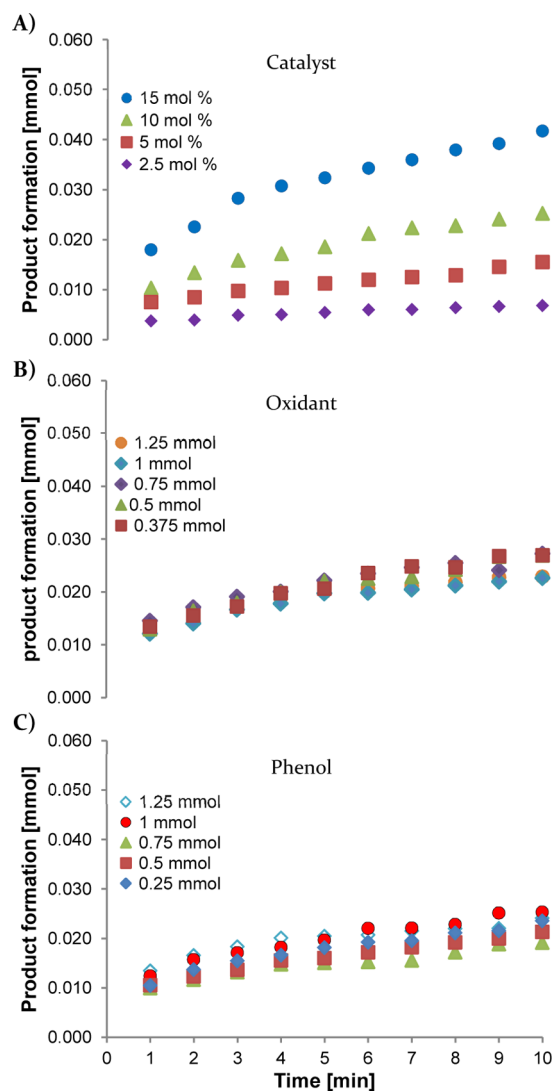 A)
Product formation [mmol]
0.060
0.050
0.040
0.030
0.020
0.010
0.000
Catalyst
15 mol %
10 mol %
5 mol %
2.5 mol %
B)
product formation [mmol]
0.060
0.050
0.040
0.030
0.020
0.010
0.000
Oxidant
1.25 mmol
1 mmol
0.75 mmol
0.5 mmol
0.375 mmol
C)
Product formation [mmol]
0.060
0.050
0.040
0.030
0.020
0.010
0.000
Phenol
1.25 mmol
1 mmol
0.75 mmol
0.5 mmol
0.25 mmol
0 1 2 3 4 5 6 7 8 9 10
Time [min]